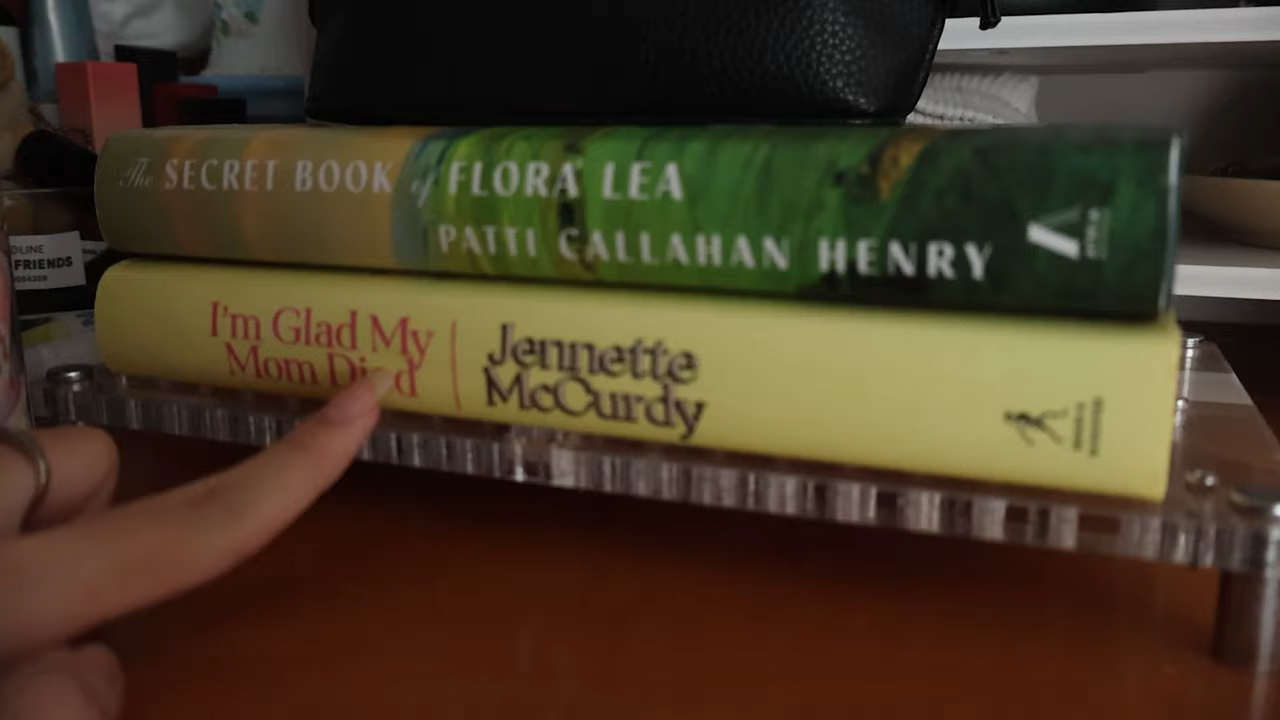 The SECRET BOOK of FLORA LEA
PATTI CALLAHAN HENRY
I'm Glad My
Mom Died
Jennette
McCurdy
FRIENDS